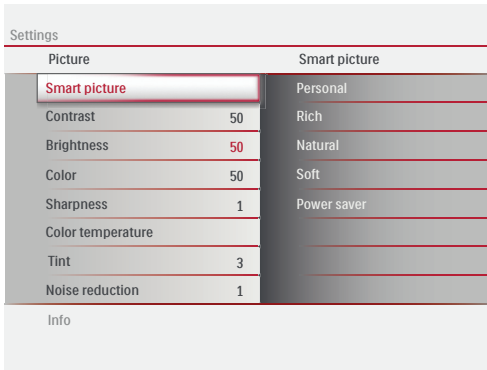 Settings
Picture
Smart picture
Smart picture
Personal
Contrast 50
Rich
Brightness 50
Natural
Color 50
Soft
Sharpness 1
Power saver
Color temperature
Tint 3
Noise reduction 1
Info